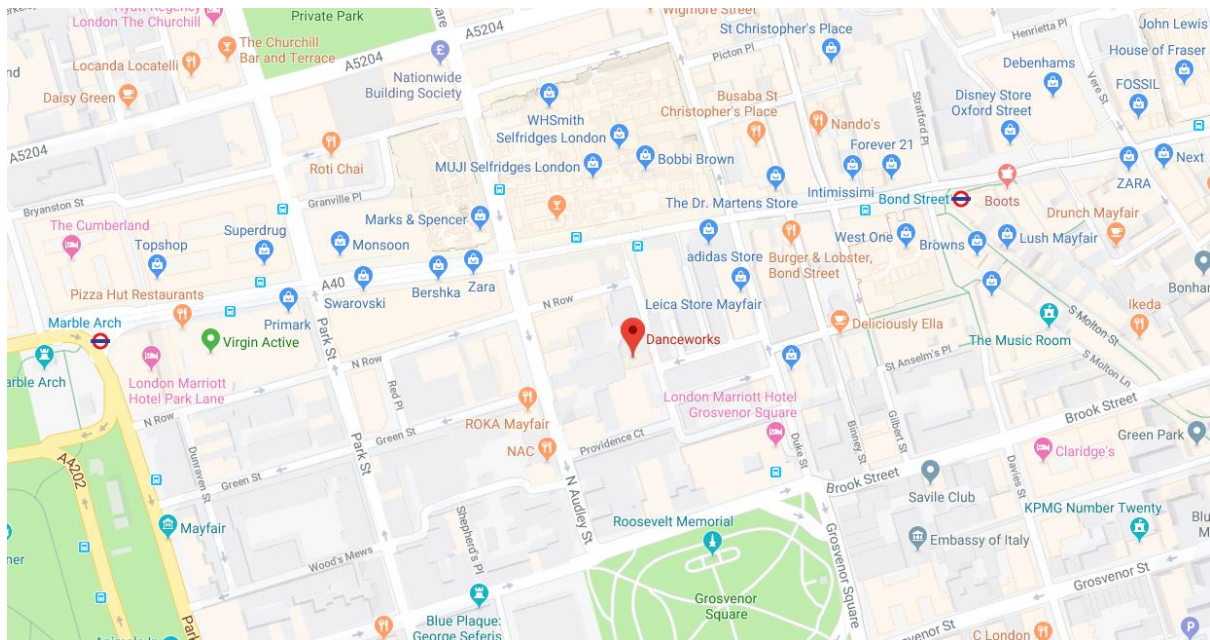 Hyatt Regency
London The Churchill
Private Park
A5204
Wigmore Street
St Christopher's Place
Henrietta Pl
John Lewis
The Churchill
Bar and Terrace
A5204
Picton Pl
House of Fraser
Locanda Locatelli
Nationwide
Building Society
Debenhams
Vere St
FOSSIL
Daisy Green
WHSmith
Selfridges London
Busaba St
Christopher's Place
Nando's
Stratford Pl
Disney Store
Oxford Street
A5204
Roti Chai
MUJI Selfridges London
Bobbi Brown
Forever 21
Next
ZARA
Bryanston St
Granville Pl
The Dr. Martens Store
Intimissimi
Bond Street
Boots
The Cumberland
Topshop
Superdrug
Monsoon
Marks & Spencer
Drunch Mayfair
West One
Browns
Lush Mayfair
adidas Store
Burger & Lobster,
Bond Street
A40
Swarovski
Bershka
Zara
Pizza Hut Restaurants
Primark
N Row
Leica Store Mayfair
Ikeda
Marble Arch
Virgin Active
Park St
Danceworks
Deliciously Ella
The Music Room
S Molton St
arble Arch
London Marriott
Hotel Park Lane
N Row
St Anselm's Pl
S Molton Ln
Red Pl
London Marriott Hotel
Grosvenor Square
N Row
ROKA Mayfair
Green St
Brook Street
Park St
NAC
Providence Ct
Duke St
Binney St
Gilbert St
Green Park
Claridge's
A4202
Dunraven St
Green St
Brook Street
Davies St
Savile Club
N Audley St
Mayfair
Shepherd's Pl
Roosevelt Memorial
KPMG Number Twenty
Embassy of Italy
Wood's Mews
Grosvenor Square
Grosvenor St
Grosvenor
Square
Blue Plaque:
George Seferis
C London